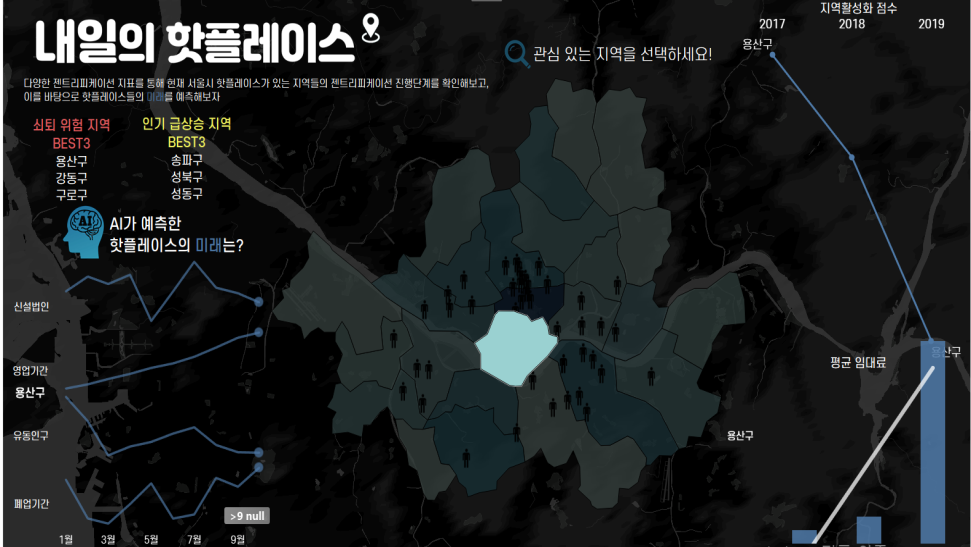 내일의 핫플레이스
다양한 젠트리피케이션 지표를 통해 현재 서울시 핫플레이스가 있는 지역들의 젠트리피케이션 진행단계를 확인해보고,
이를 바탕으로 핫플레이스들의 미래를 예측해보자
쇠퇴 위험 지역
BEST3
용산구
강동구
구로구
인기 급상승 지역
BEST3
송파구
성북구
성동구
AI
AI가 예측한
핫플레이스의 미래는?
신설법인
영업기간
용산구
유동인구
폐업기간
>9 null
1월 3월 5월 7월 9월
관심 있는 지역을 선택하세요!
지역활성화 점수
2017 2018 2019
용산구
용산구
평균 임대료
용산구